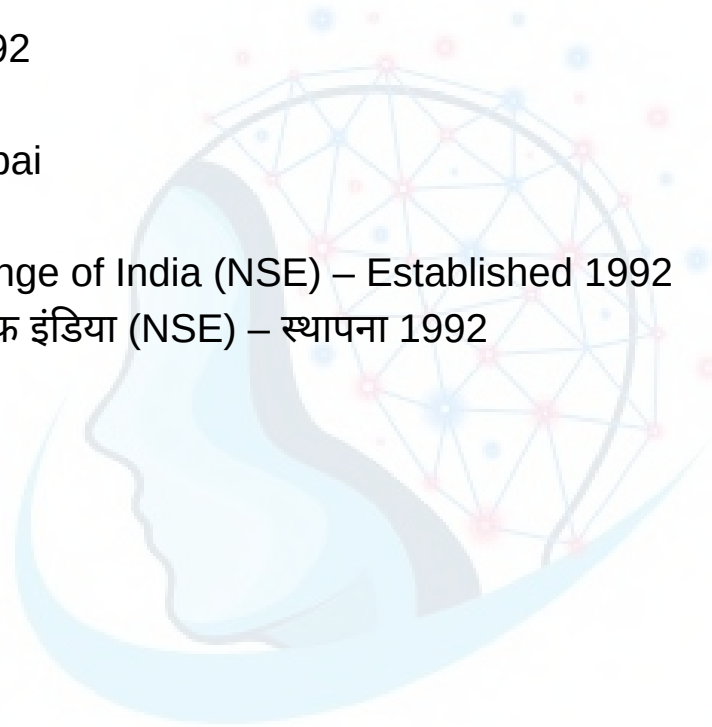 92
bai
nge of India (NSE) – Established 1992
फ इंडिया (NSE) – स्थापना 1992